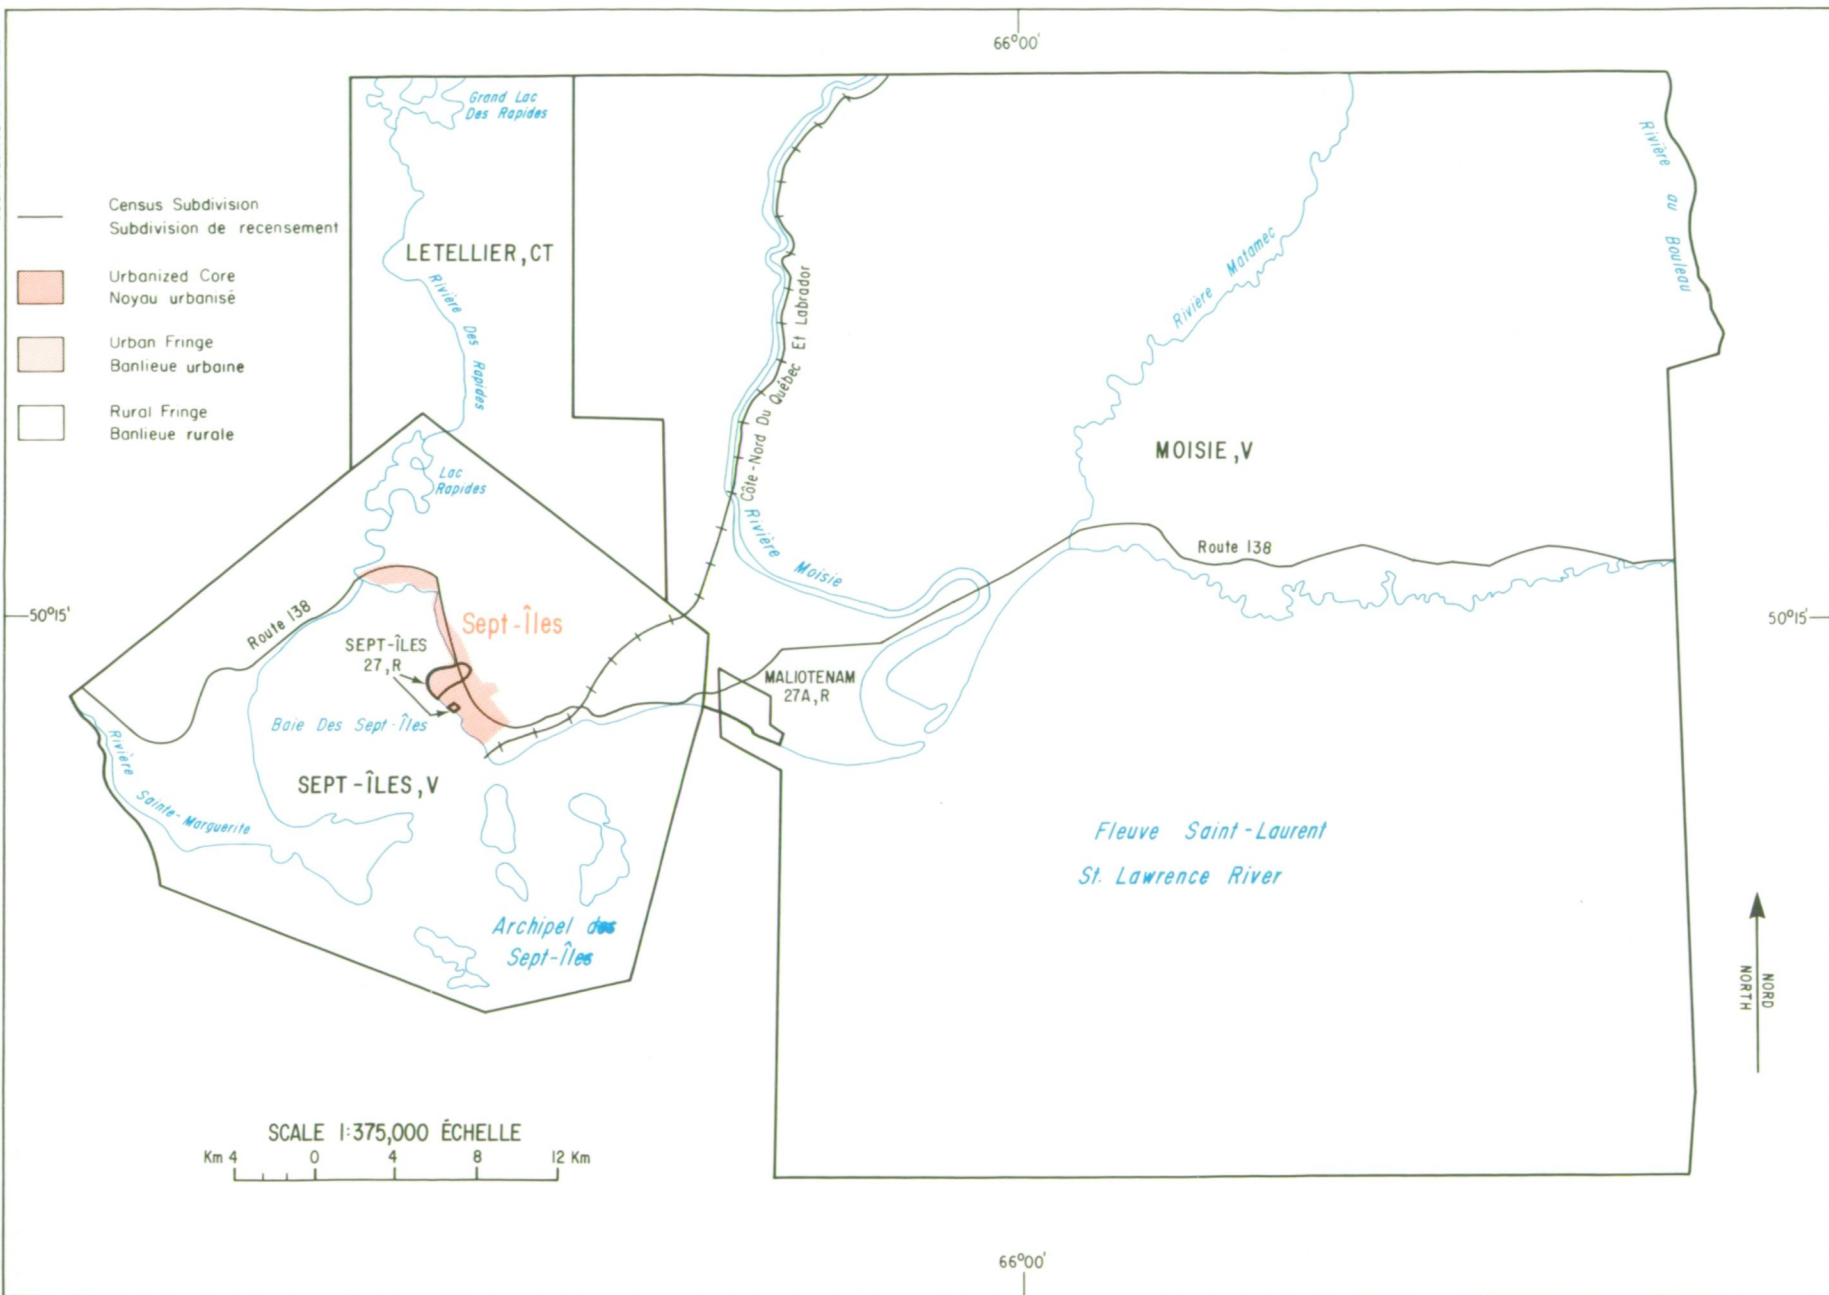 66°00'
Grand Lac
Des Rapides
Rivière au Bouleau
Census Subdivision
Subdivision de recensement
LETELLIER, CT
Urbanized Core
Noyau urbanisé
Rivière Des Rapides
Rivière Matamec
Urban Fringe
Banlieue urbaine
Côte-Nord Du Québec Et Labrador
Rural Fringe
Banlieue rurale
MOISIE, V
Lac
Rapides
Rivière Moisie
Route 138
50°15'
Route 138
Sept-Îles
50°15'
SEPT-ÎLES
27, R
MALIOTENAM
27A, R
Baie Des Sept-Îles
Rivière Sainte-Marguerite
SEPT-ÎLES, V
Fleuve Saint-Laurent
St. Lawrence River
Archipel des
Sept-Îles
NORD
NORTH
SCALE 1:375,000 ÉCHELLE
Km 4 0 4 8 12 Km
66°00'